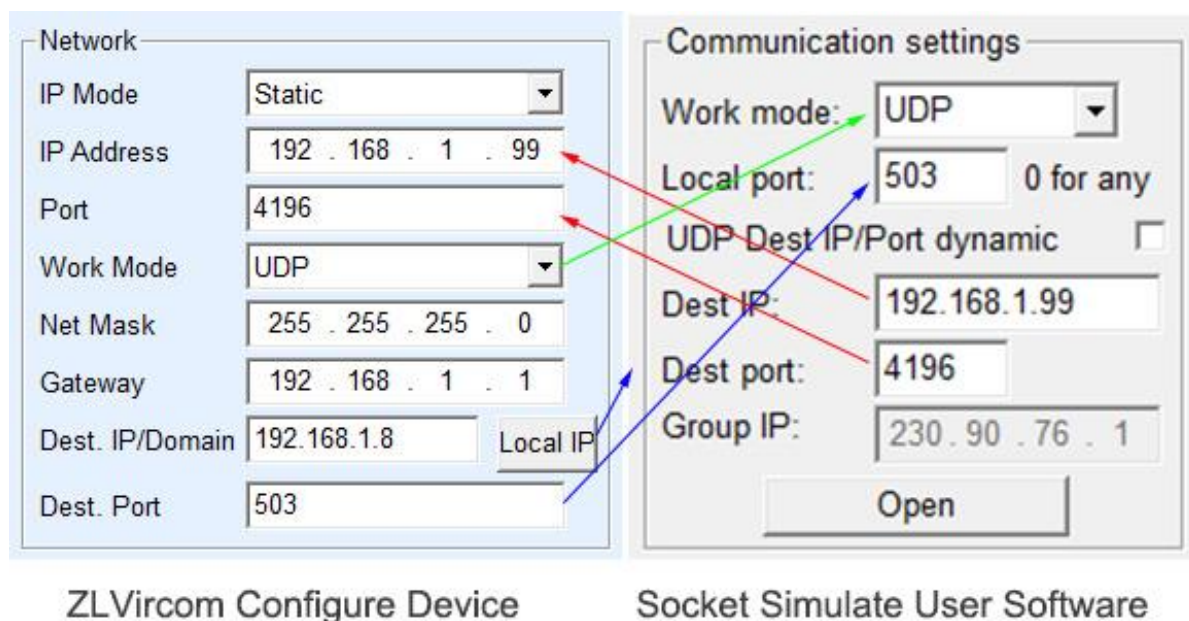 Network
IP Mode Static
IP Address 192 . 168 . 1 . 99
Port 4196
Work Mode UDP
Net Mask 255 . 255 . 255 . 0
Gateway 192 . 168 . 1 . 1
Dest. IP/Domain 192.168.1.8 Local IP
Dest. Port 503
ZLVircom Configure Device
Communication settings
Work mode: UDP
Local port: 503 0 for any
UDP Dest IP/Port dynamic
Dest IP: 192.168.1.99
Dest port: 4196
Group IP: 230 . 90 . 76 . 1
Open
Socket Simulate User Software